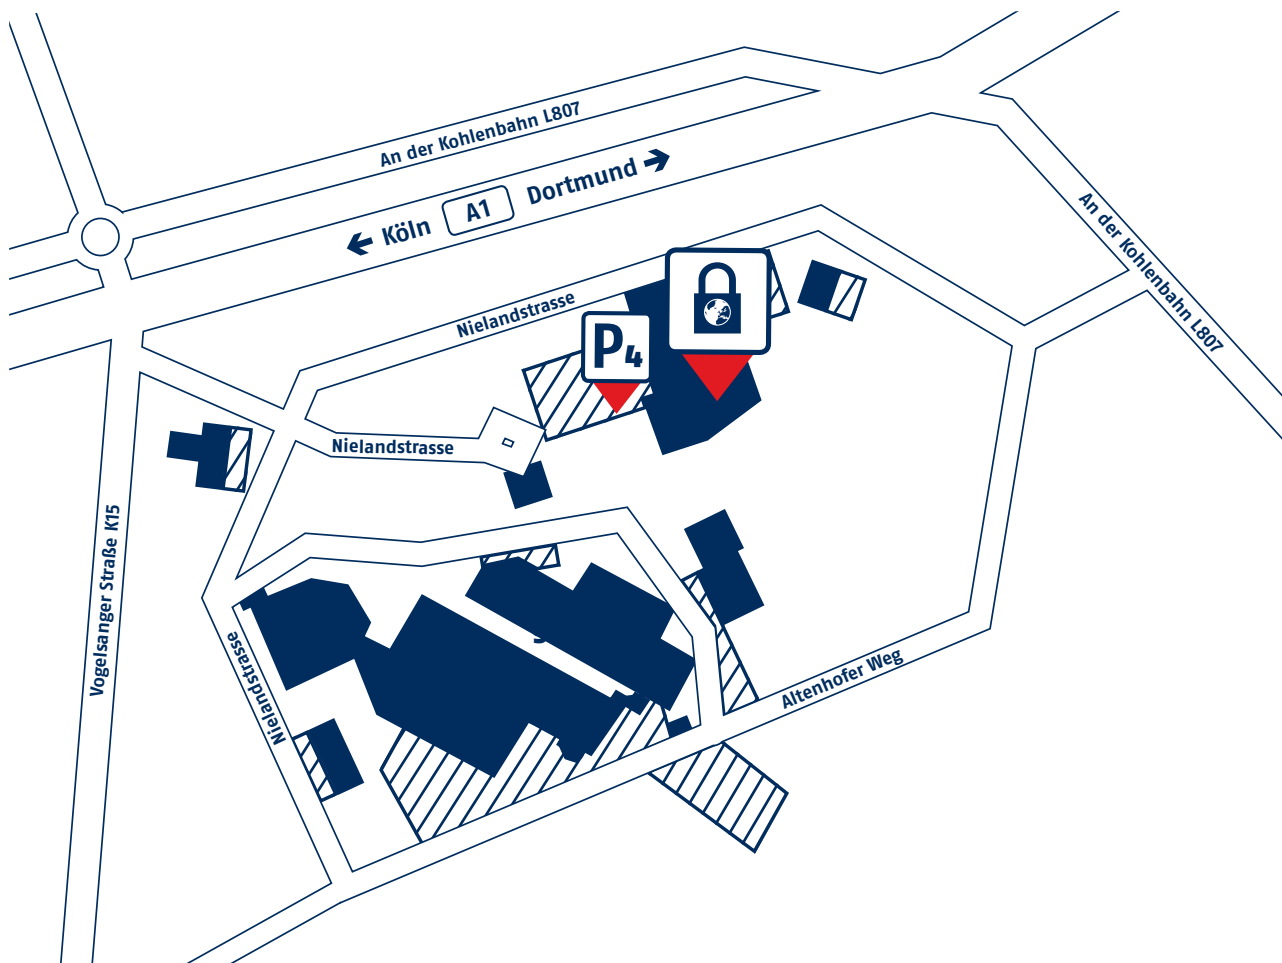 An der Kohlenbahn L807
Dortmund
A1
Köln
An der Kohlenbahn L807
Nielandstrasse
P4
Nielandstrasse
Vogelsanger Straße K15
Nielandstrasse
Altenhofer Weg